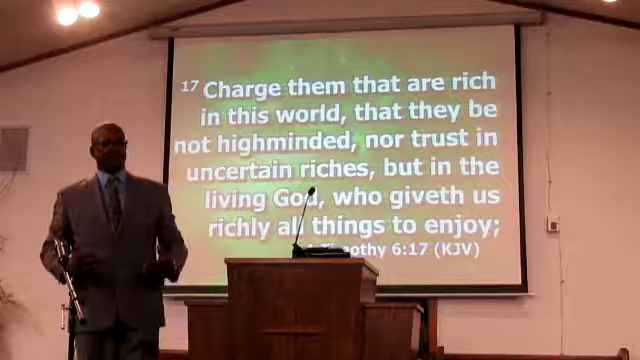 17 Charge them that are rich
in this world, that they be
not highminded, nor trust in
uncertain riches, but in the
living God, who giveth us
richly all things to enjoy;
Timothy 6:17 (KJV)